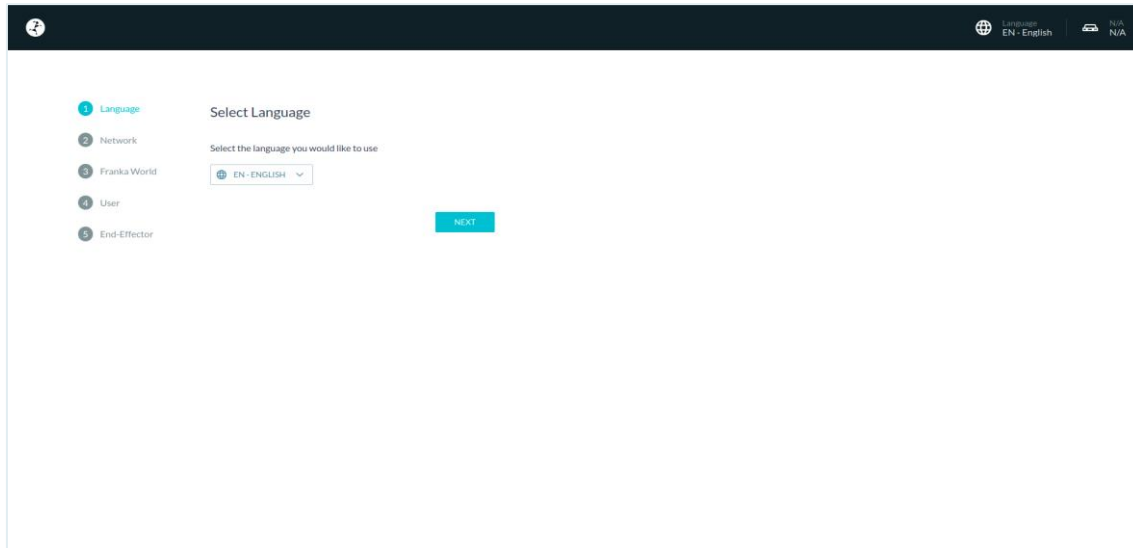 Language
EN - English
N/A
N/A
1 Language
2 Network
3 Franka World
4 User
5 End-Effector
Select Language
Select the language you would like to use
EN - ENGLISH
NEXT